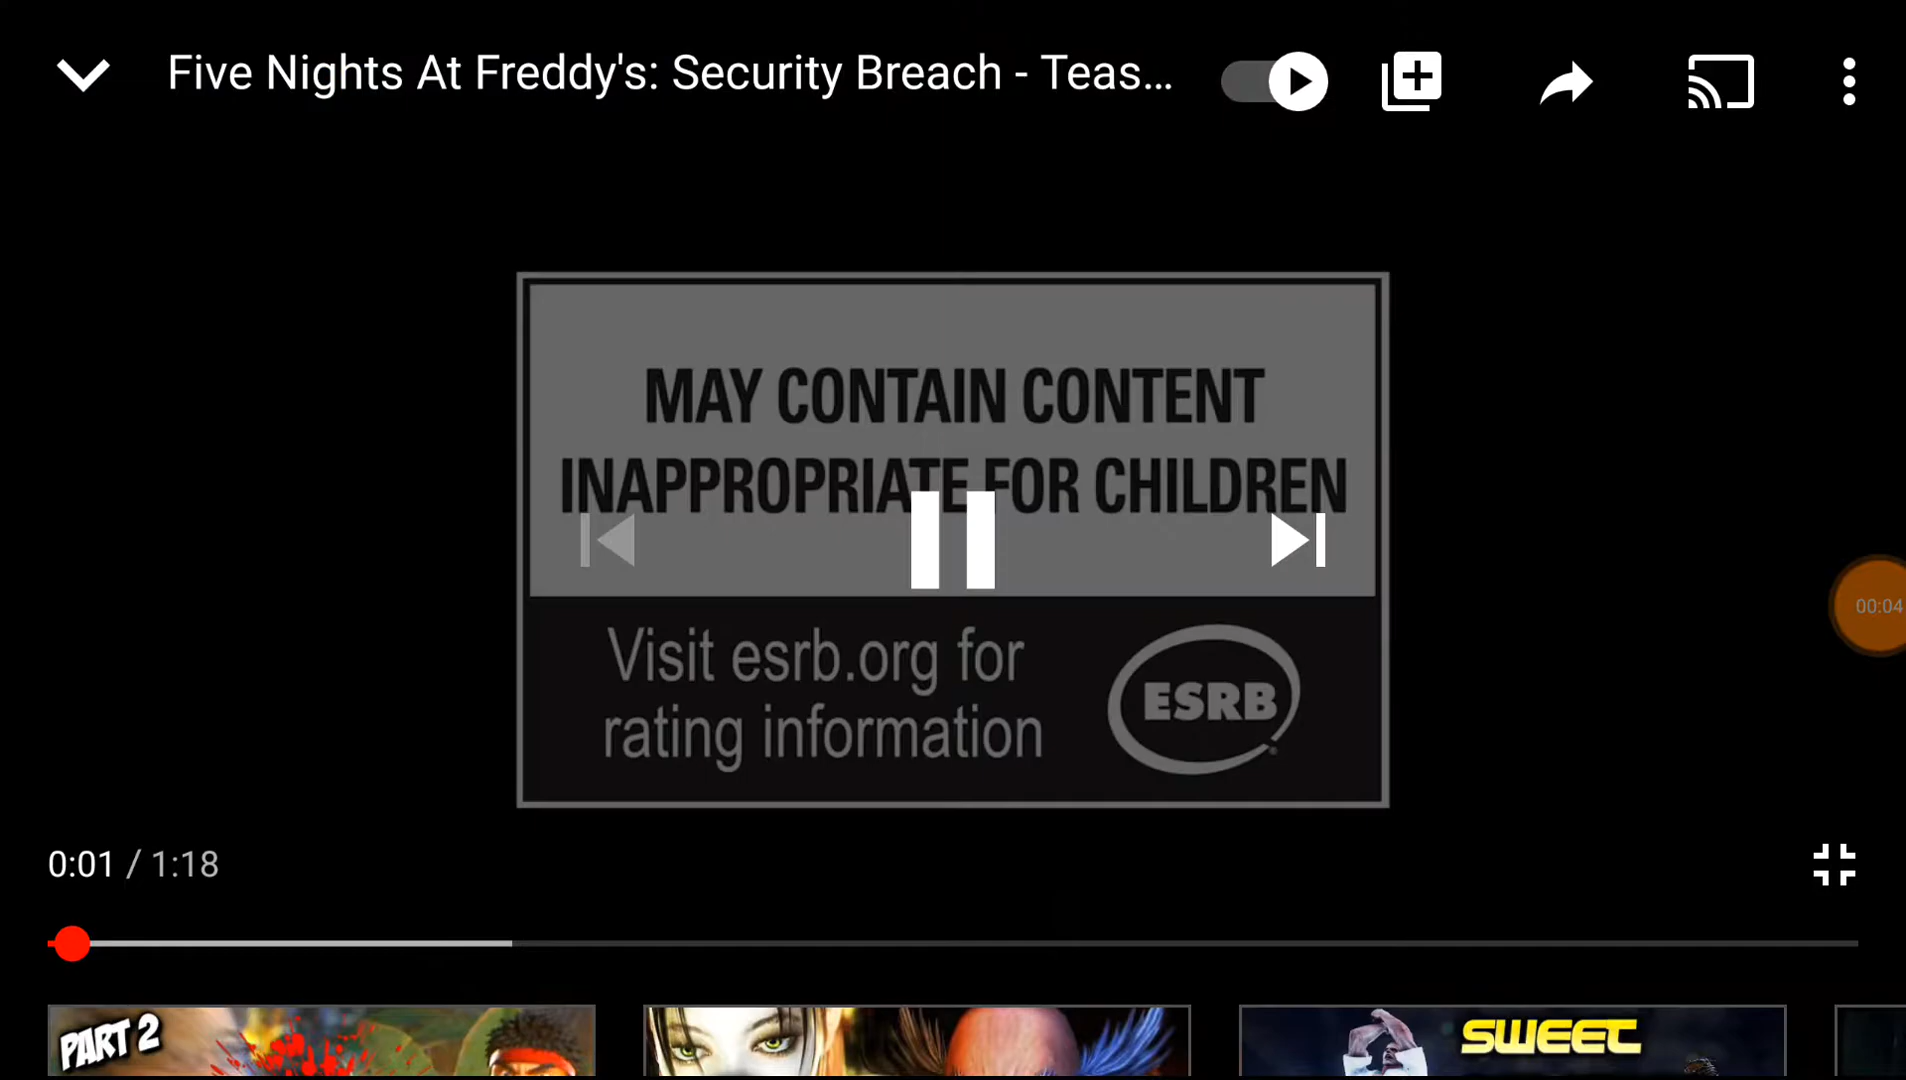 Five Nights At Freddy's: Security Breach - Teas...
MAY CONTAIN CONTENT
INAPPROPRIATE FOR CHILDREN
Visit esrb.org for
rating information
ESRB
00:04
0:01 / 1:18
PART 2
SWEET